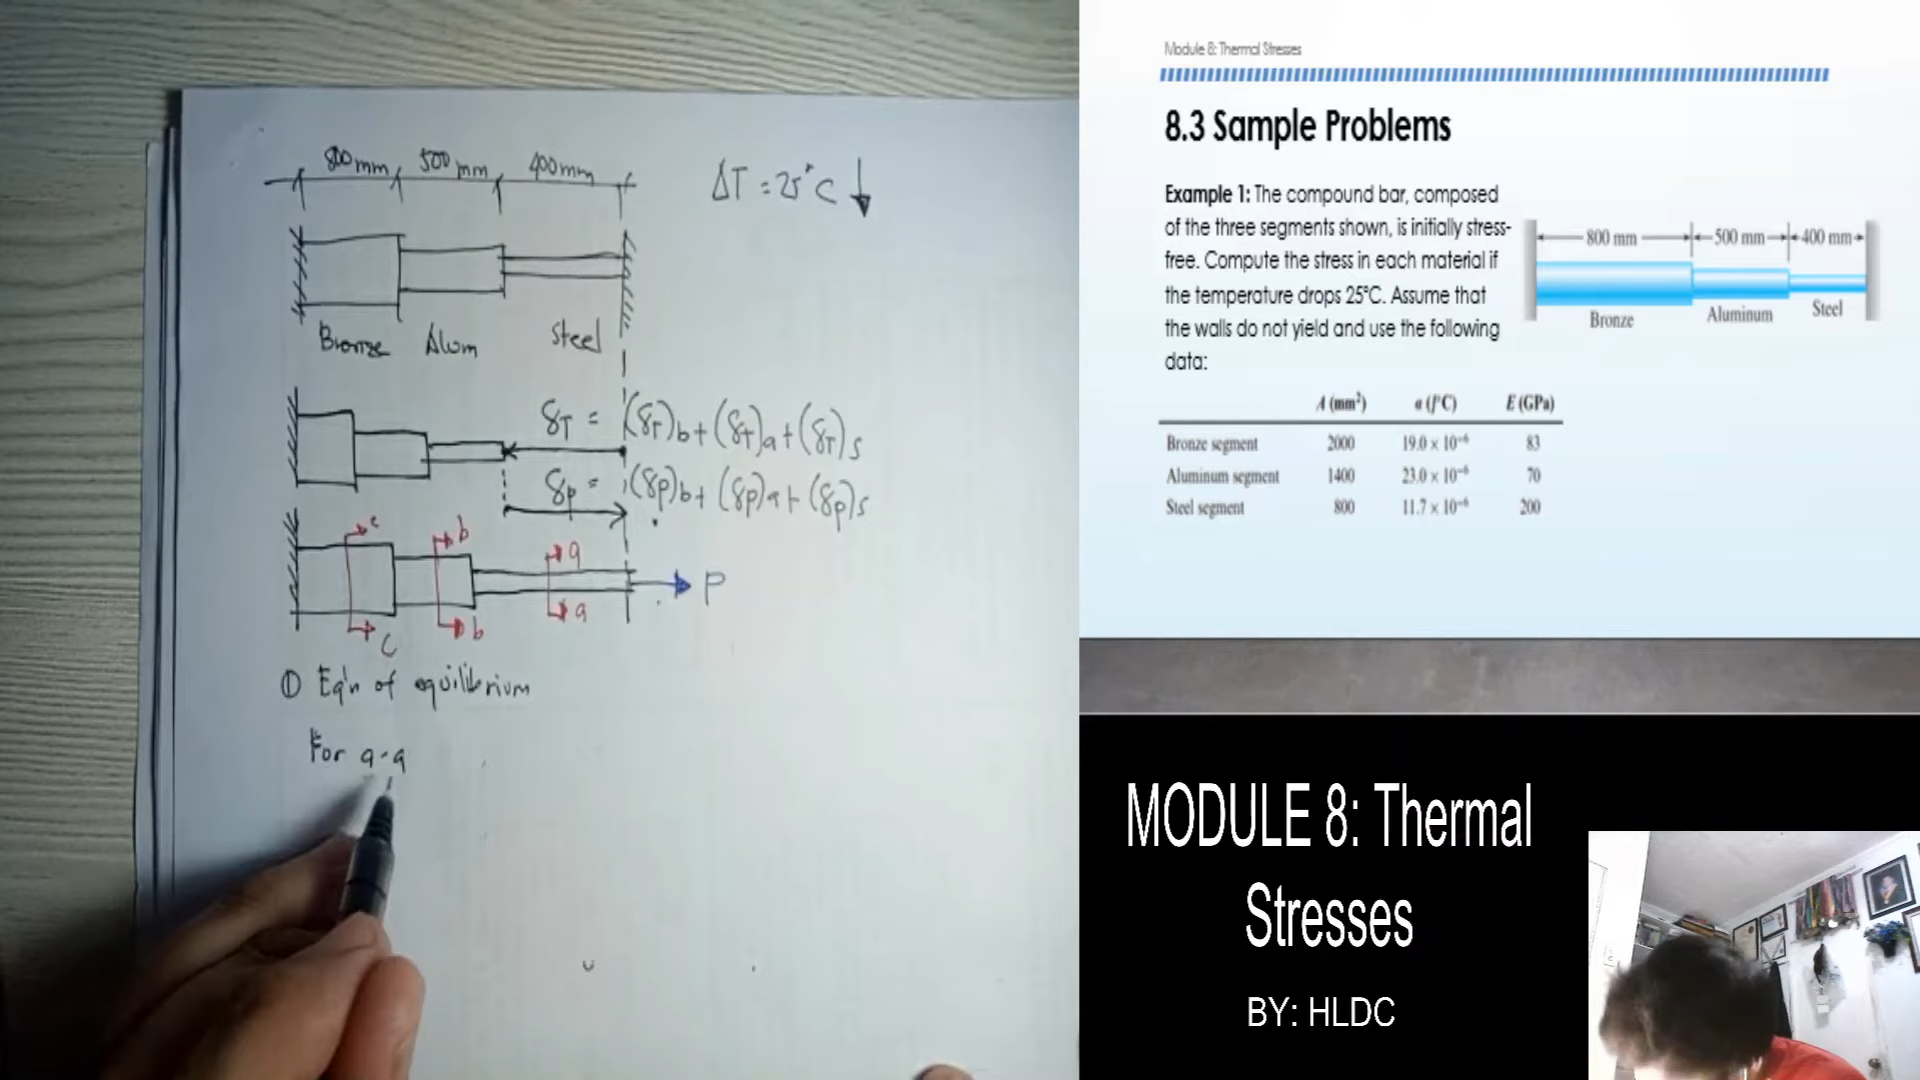 800mm 500mm 400mm
ΔT = 25°C ↓
Bronze Alum Steel
δT = (δT)b + (δT)a + (δT)s
δp = (δp)b + (δp)a + (δp)s
c b a
P
a
c b
① Eq'n of equilibrium
For a-a
Module 8: Thermal Stresses
8.3 Sample Problems
Example 1: The compound bar, composed
of the three segments shown, is initially stress-
free. Compute the stress in each material if
the temperature drops 25°C. Assume that
the walls do not yield and use the following
data:
800 mm 500 mm 400 mm
Bronze Aluminum Steel
A (mm²) α (/°C) E (GPa)
Bronze segment 2000 19.0 × 10⁻⁶ 83
Aluminum segment 1400 23.0 × 10⁻⁶ 70
Steel segment 800 11.7 × 10⁻⁶ 200
MODULE 8: Thermal
Stresses
BY: HLDC